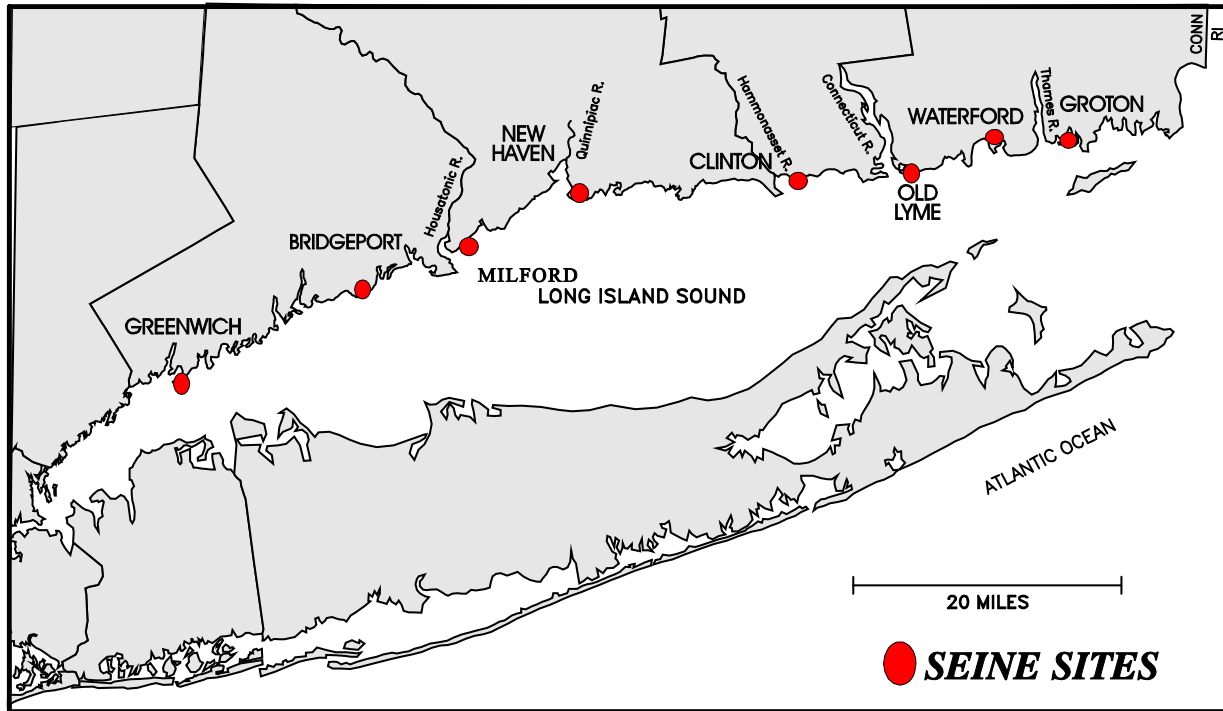 CONN
RI
Hammonasset R.
Connecticut R.
Thames R.
GROTON
WATERFORD
NEW
HAVEN
Quinnipiac R.
CLINTON
Housatonic R.
OLD
LYME
BRIDGEPORT
MILFORD
LONG ISLAND SOUND
GREENWICH
ATLANTIC OCEAN
20 MILES
SEINE SITES